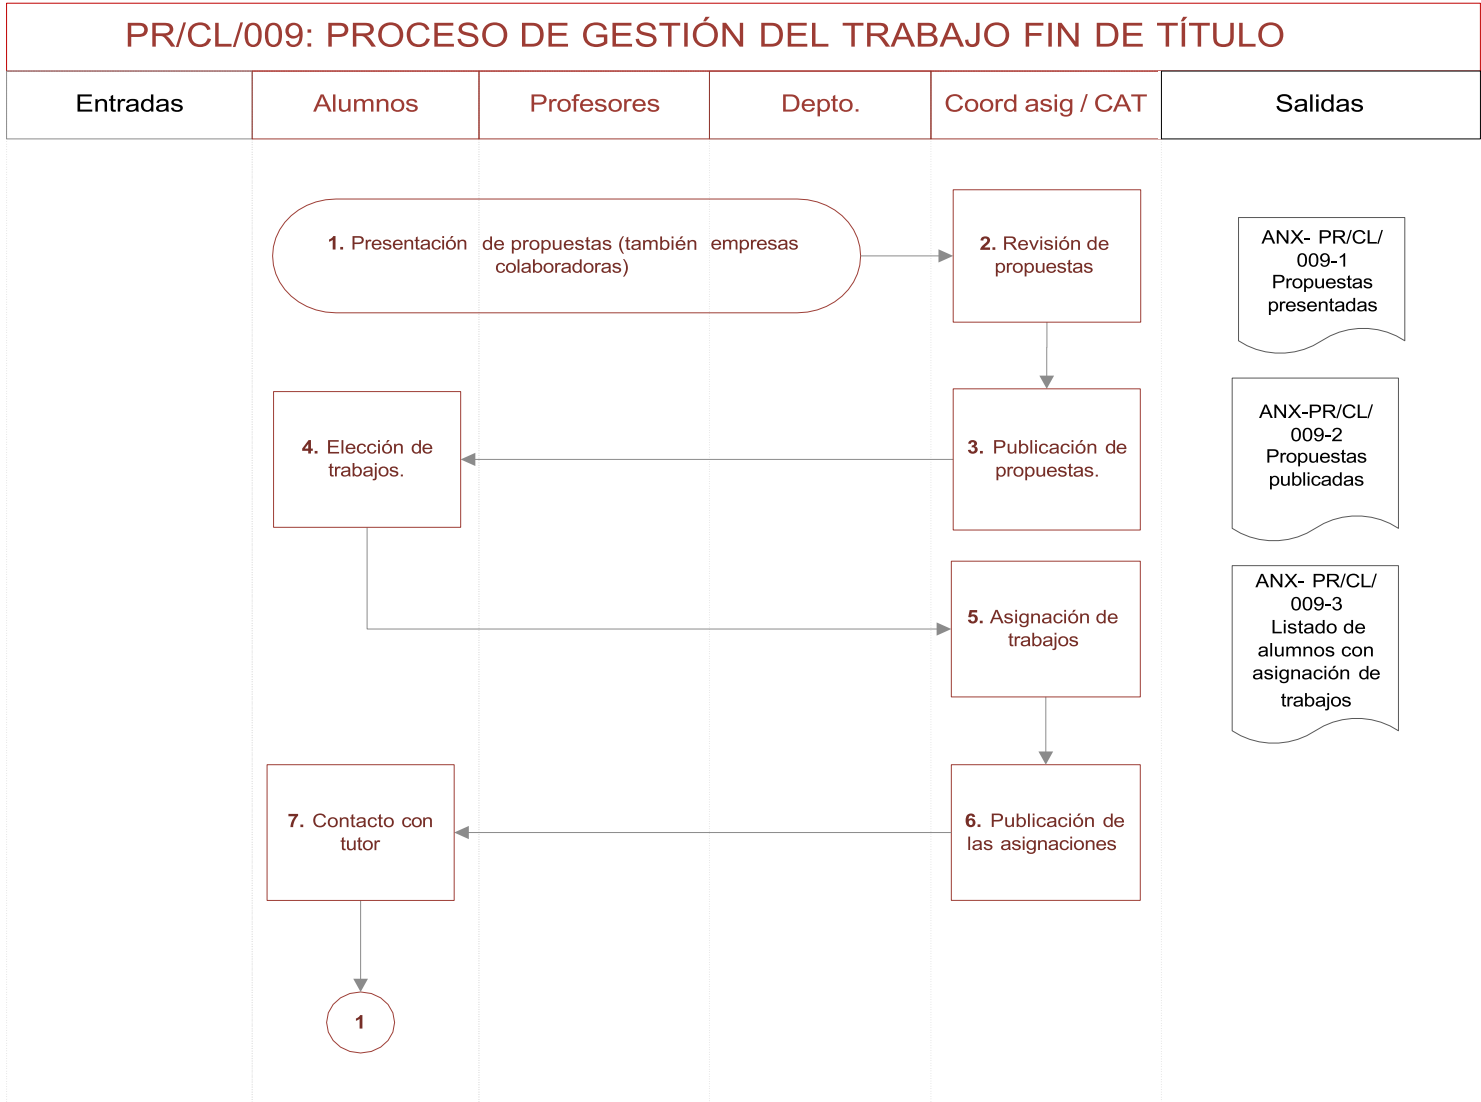 PR/CL/009: PROCESO DE GESTIÓN DEL TRABAJO FIN DE TÍTULO
Entradas
Alumnos
Profesores
Depto.
Coord asig / CAT
Salidas
1. Presentación de propuestas (también empresas
colaboradoras)
2. Revisión de
propuestas
ANX- PR/CL/
009-1
Propuestas
presentadas
4. Elección de
trabajos.
3. Publicación de
propuestas.
ANX-PR/CL/
009-2
Propuestas
publicadas
5. Asignación de
trabajos
ANX- PR/CL/
009-3
Listado de
alumnos con
asignación de
trabajos
7. Contacto con
tutor
6. Publicación de
las asignaciones
1